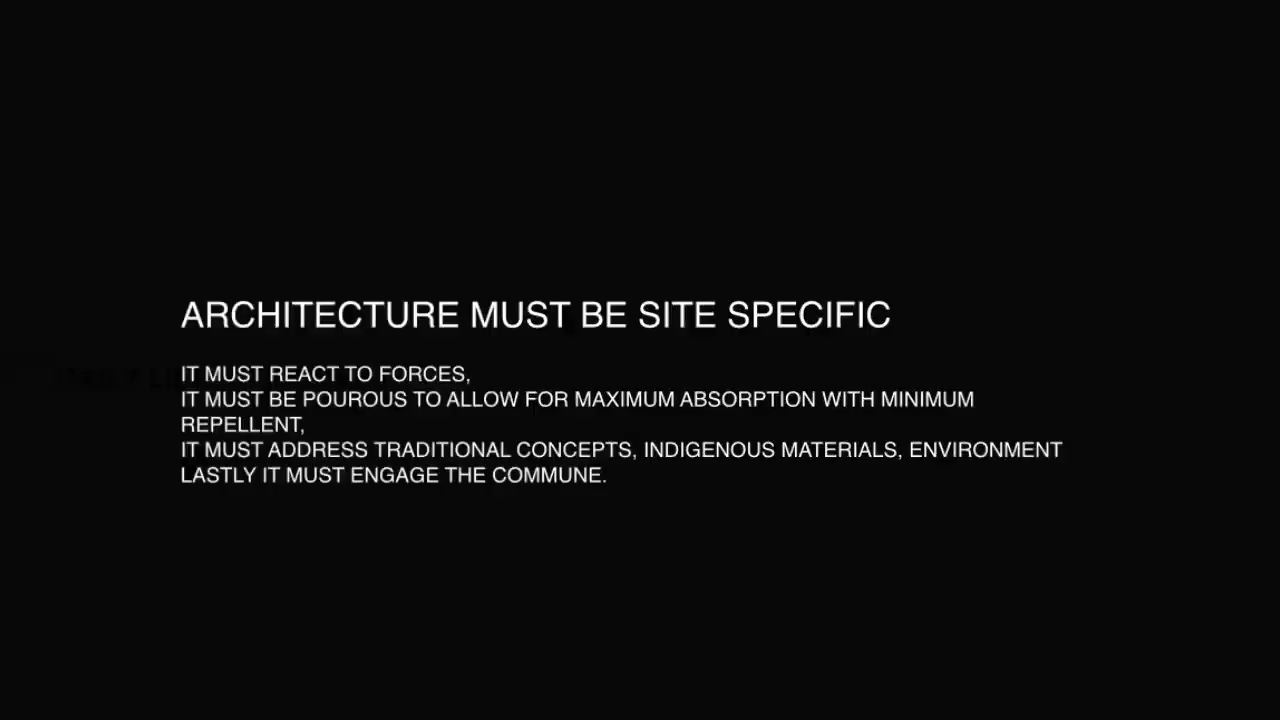 ARCHITECTURE MUST BE SITE SPECIFIC
IT MUST REACT TO FORCES,
IT MUST BE POUROUS TO ALLOW FOR MAXIMUM ABSORPTION WITH MINIMUM
REPELLENT,
IT MUST ADDRESS TRADITIONAL CONCEPTS, INDIGENOUS MATERIALS, ENVIRONMENT
LASTLY IT MUST ENGAGE THE COMMUNE.